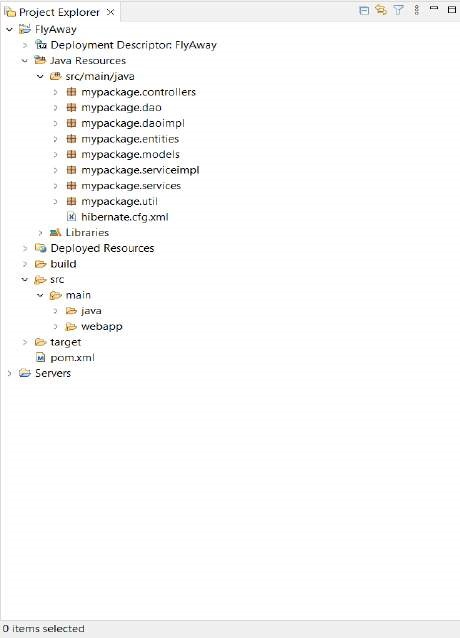 Project Explorer
FlyAway
Deployment Descriptor: FlyAway
Java Resources
src/main/java
mypackage.controllers
mypackage.dao
mypackage.daoimpl
mypackage.entities
mypackage.models
mypackage.serviceimpl
mypackage.services
mypackage.util
hibernate.cfg.xml
Libraries
Deployed Resources
build
src
main
java
webapp
target
pom.xml
Servers
0 items selected